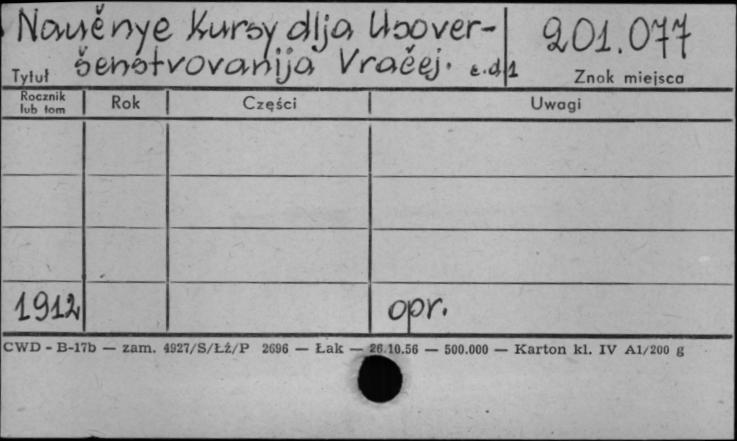 Naučnye Kursy dlja Usover-
šenstvovanija Vračej. c.d.1
201.077
Tytuł
Znak miejsca
Rocznik lub tom Rok Części Uwagi
1912 opr.
CWD - B-17b — zam. 4927/S/Łź/P 2696 — Łak — 26.10.56 — 500.000 — Karton kl. IV A1/200 g